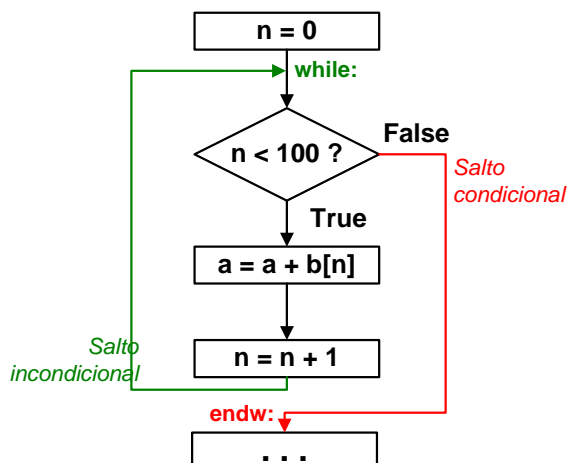 n = 0
while:
n < 100 ?
False
Salto
condicional
True
a = a + b[n]
n = n + 1
Salto
incondicional
endw:
. . .